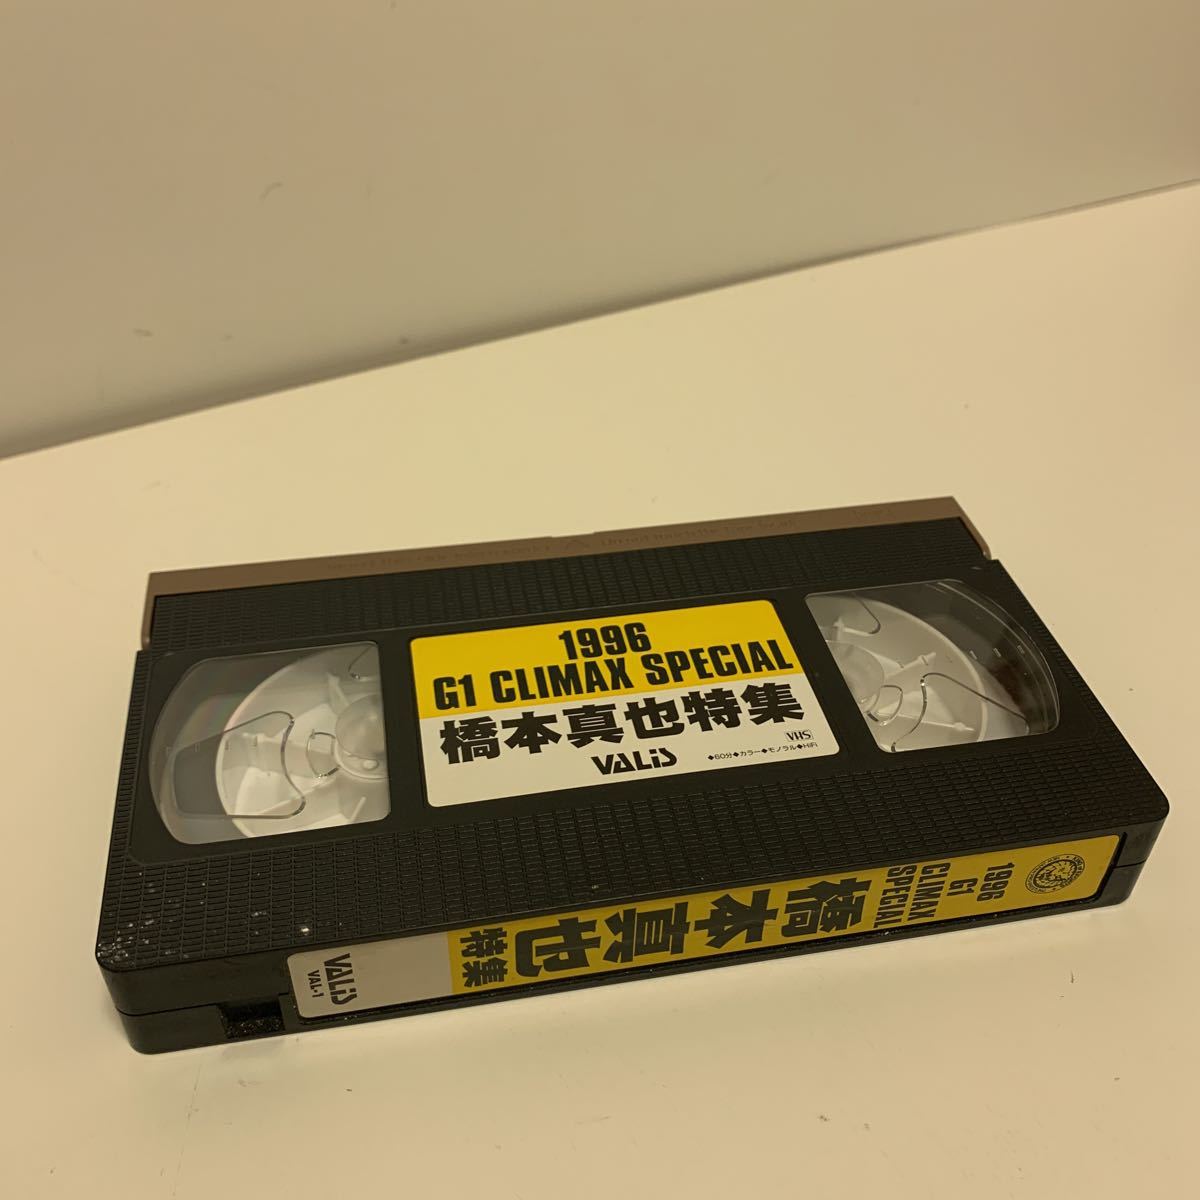 1996
G1 CLIMAX SPECIAL
橋本真也特集
VALiS
VHS
◆60分◆カラー◆モノラル◆HiFi
1996
G1
CLIMAX
SPECIAL
橋本真也
特集
VALiS
VAL-1